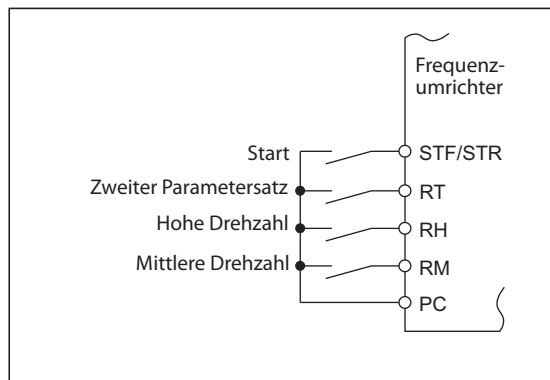 Frequenz-
umrichter
Start
STF/STR
Zweiter Parametersatz
RT
Hohe Drehzahl
RH
Mittlere Drehzahl
RM
PC